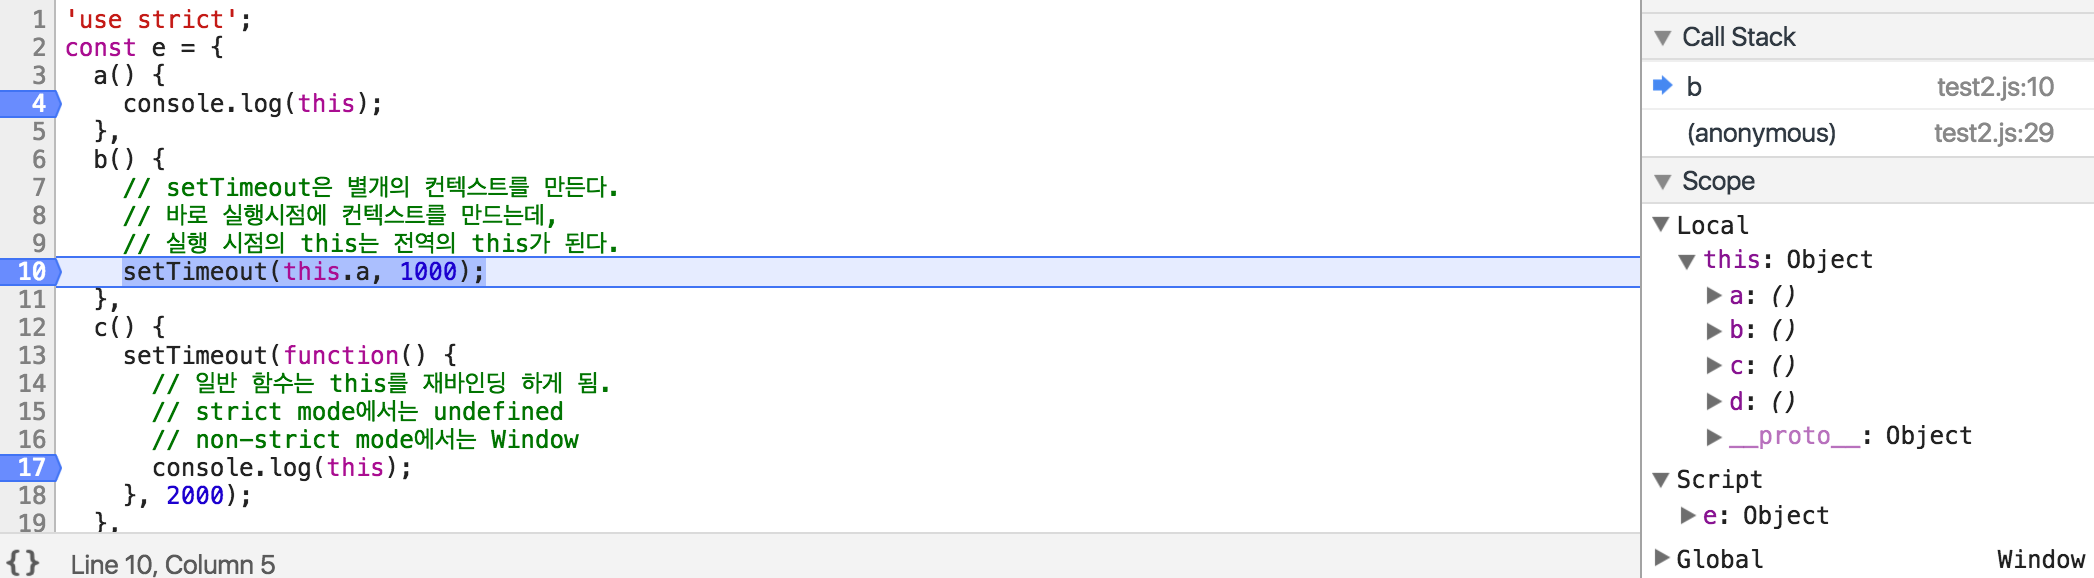 1 'use strict';
2 const e = {
3   a() {
4     console.log(this);
5   },
6   b() {
7     // setTimeout은 별개의 컨텍스트를 만든다.
8     // 바로 실행시점에 컨텍스트를 만드는데,
9     // 실행 시점의 this는 전역의 this가 된다.
10     setTimeout(this.a, 1000);
11   },
12   c() {
13     setTimeout(function() {
14       // 일반 함수는 this를 재바인딩 하게 됨.
15       // strict mode에서는 undefined
16       // non-strict mode에서는 Window
17       console.log(this);
18     }, 2000);
19   },
{} Line 10, Column 5
Call Stack
b test2.js:10
(anonymous) test2.js:29
Scope
Local
this: Object
a: ()
b: ()
c: ()
d: ()
__proto__: Object
Script
e: Object
Global Window